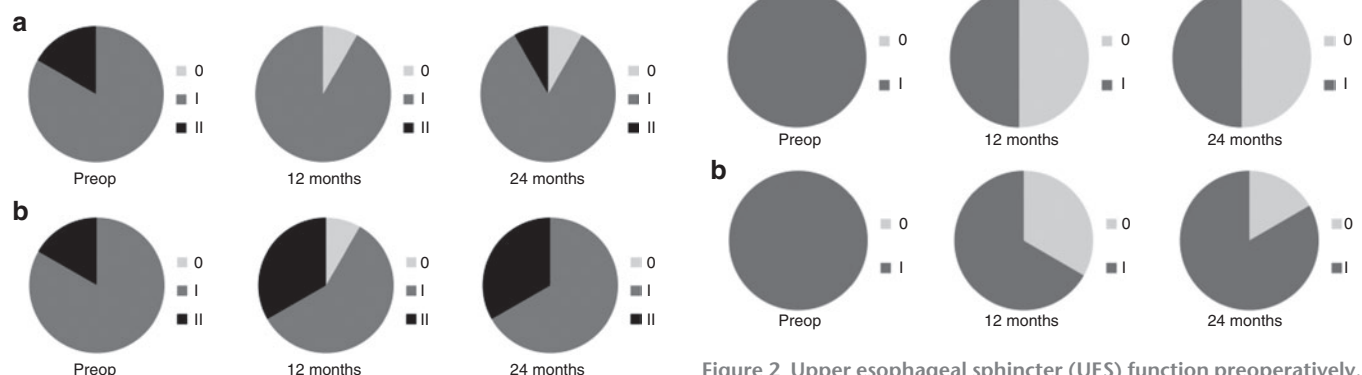 a
0
I
II
Preop
0
I
II
12 months
0
I
II
24 months
b
0
I
II
Preop
0
I
II
12 months
0
I
II
24 months
0
I
Preop
0
I
12 months
0
I
24 months
b
0
I
Preop
0
I
12 months
0
I
24 months
Figure 2 Upper esophageal sphincter (UES) function preoperatively,